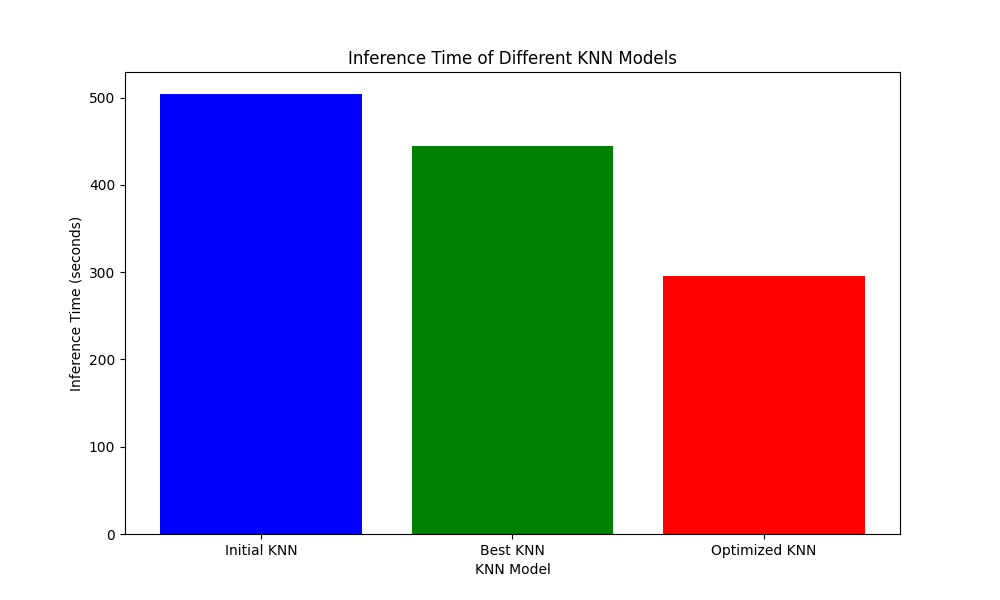 Inference Time of Different KNN Models
Inference Time (seconds)
500
400
300
200
100
0
Initial KNN
Best KNN
Optimized KNN
KNN Model